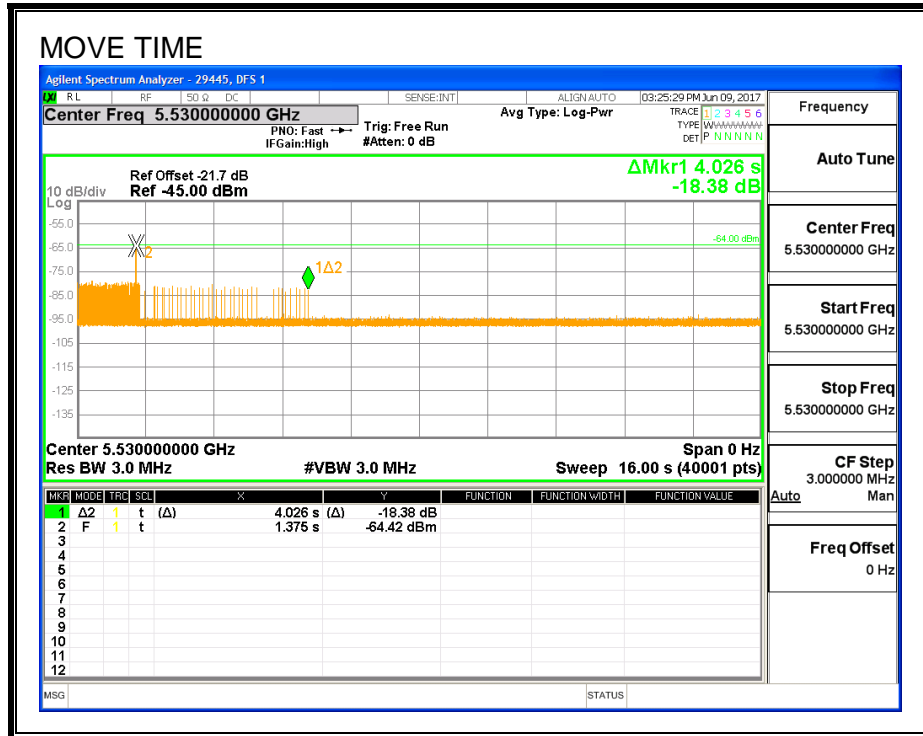 MOVE TIME
Agilent Spectrum Analyzer - 29445, DFS 1
LXI RL RF 50 Ω DC SENSE:INT ALIGN AUTO 03:25:29 PM Jun 09, 2017
Center Freq 5.530000000 GHz Avg Type: Log-Pwr TRACE 1 2 3 4 5 6
PNO: Fast Trig: Free Run TYPE WWWWWW
IFGain:High #Atten: 0 dB DET P N N N N N
Frequency
Auto Tune
Center Freq
5.530000000 GHz
Start Freq
5.530000000 GHz
Stop Freq
5.530000000 GHz
CF Step
3.000000 MHz
Auto Man
Freq Offset
0 Hz
ΔMkr1 4.026 s
-18.38 dB
Ref Offset -21.7 dB
10 dB/div Ref -45.00 dBm
Log
-55.0
-64.00 dBm
-65.0
2
1Δ2
-75.0
-85.0
-95.0
-105
-115
-125
-135
Center 5.530000000 GHz Span 0 Hz
Res BW 3.0 MHz #VBW 3.0 MHz Sweep 16.00 s (40001 pts)
MKR MODE TRC SCL X Y FUNCTION FUNCTION WIDTH FUNCTION VALUE
1 Δ2 1 t (Δ) 4.026 s (Δ) -18.38 dB
2 F 1 t 1.375 s -64.42 dBm
3
4
5
6
7
8
9
10
11
12
MSG STATUS